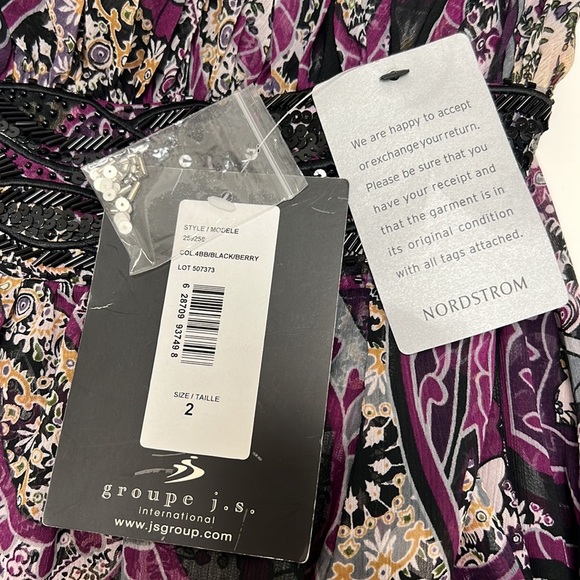 We are happy to accept
or exchange your return.
Please be sure that you
have your receipt and
that the garment is in
its original condition
with all tags attached.
NORDSTROM
STYLE / MODELE
COL.4BB/BLACK/BERRY
LOT 507373
6 28709 93749 8
SIZE / TAILLE
2
groupe j.s.
international
www.jsgroup.com